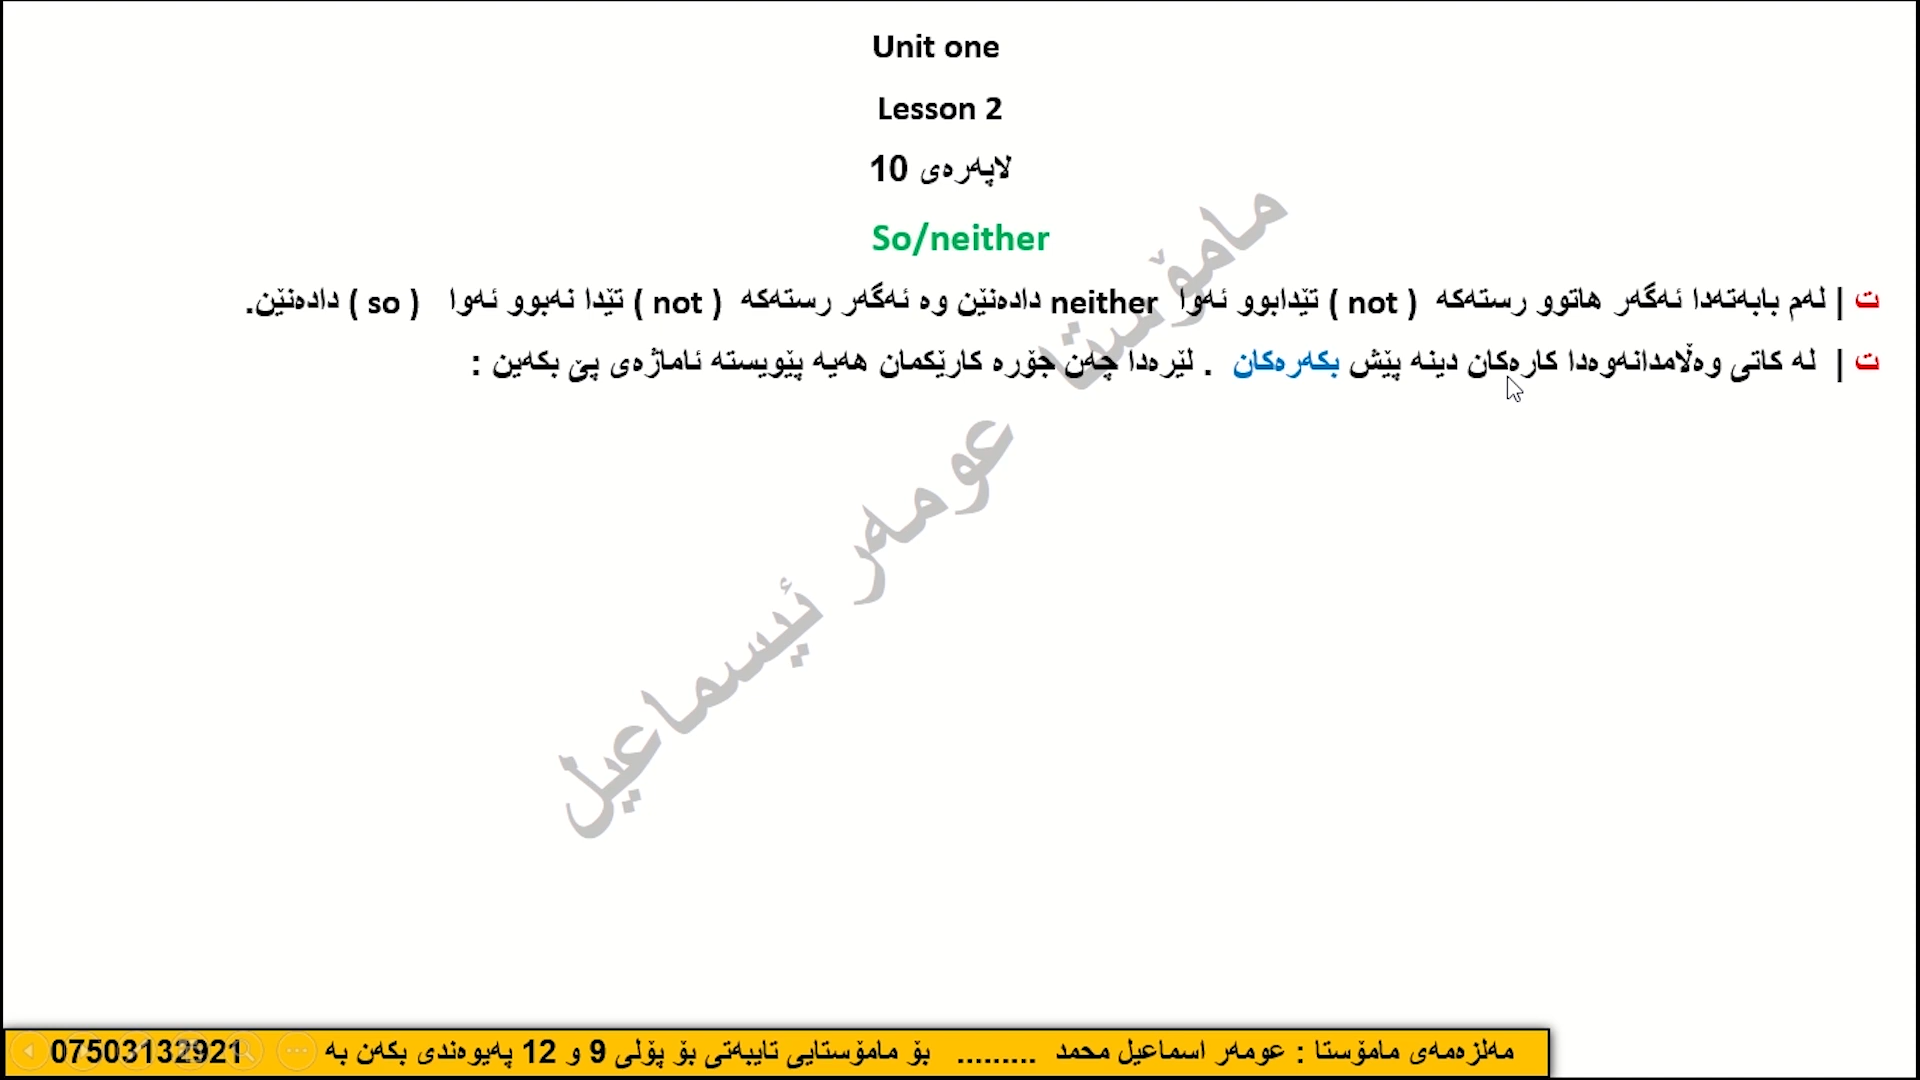 Unit one
Lesson 2
لاپەرەی 10
So/neither
ت | لەم بابەتەدا ئەگەر هاتوو رستەکە ( not ) تێدابوو ئەوا neither دادەنێن وە ئەگەر رستەکە ( not ) تێدا نەبوو ئەوا ( so ) دادەنێن.
ت | لە کاتی وەڵامدانەوەدا کارەکان دینە پێش بکەرەکان . لێرەدا چەن جۆرە کارێکمان هەیە پێویستە ئاماژەی پێ بکەین :
مامۆستا عومەر ئیسماعیل
مەلزەمەی مامۆستا : عومەر اسماعیل محمد ......... بۆ مامۆستایی تایبەتی بۆ پۆلی 9 و 12 پەیوەندی بکەن بە 07503132921